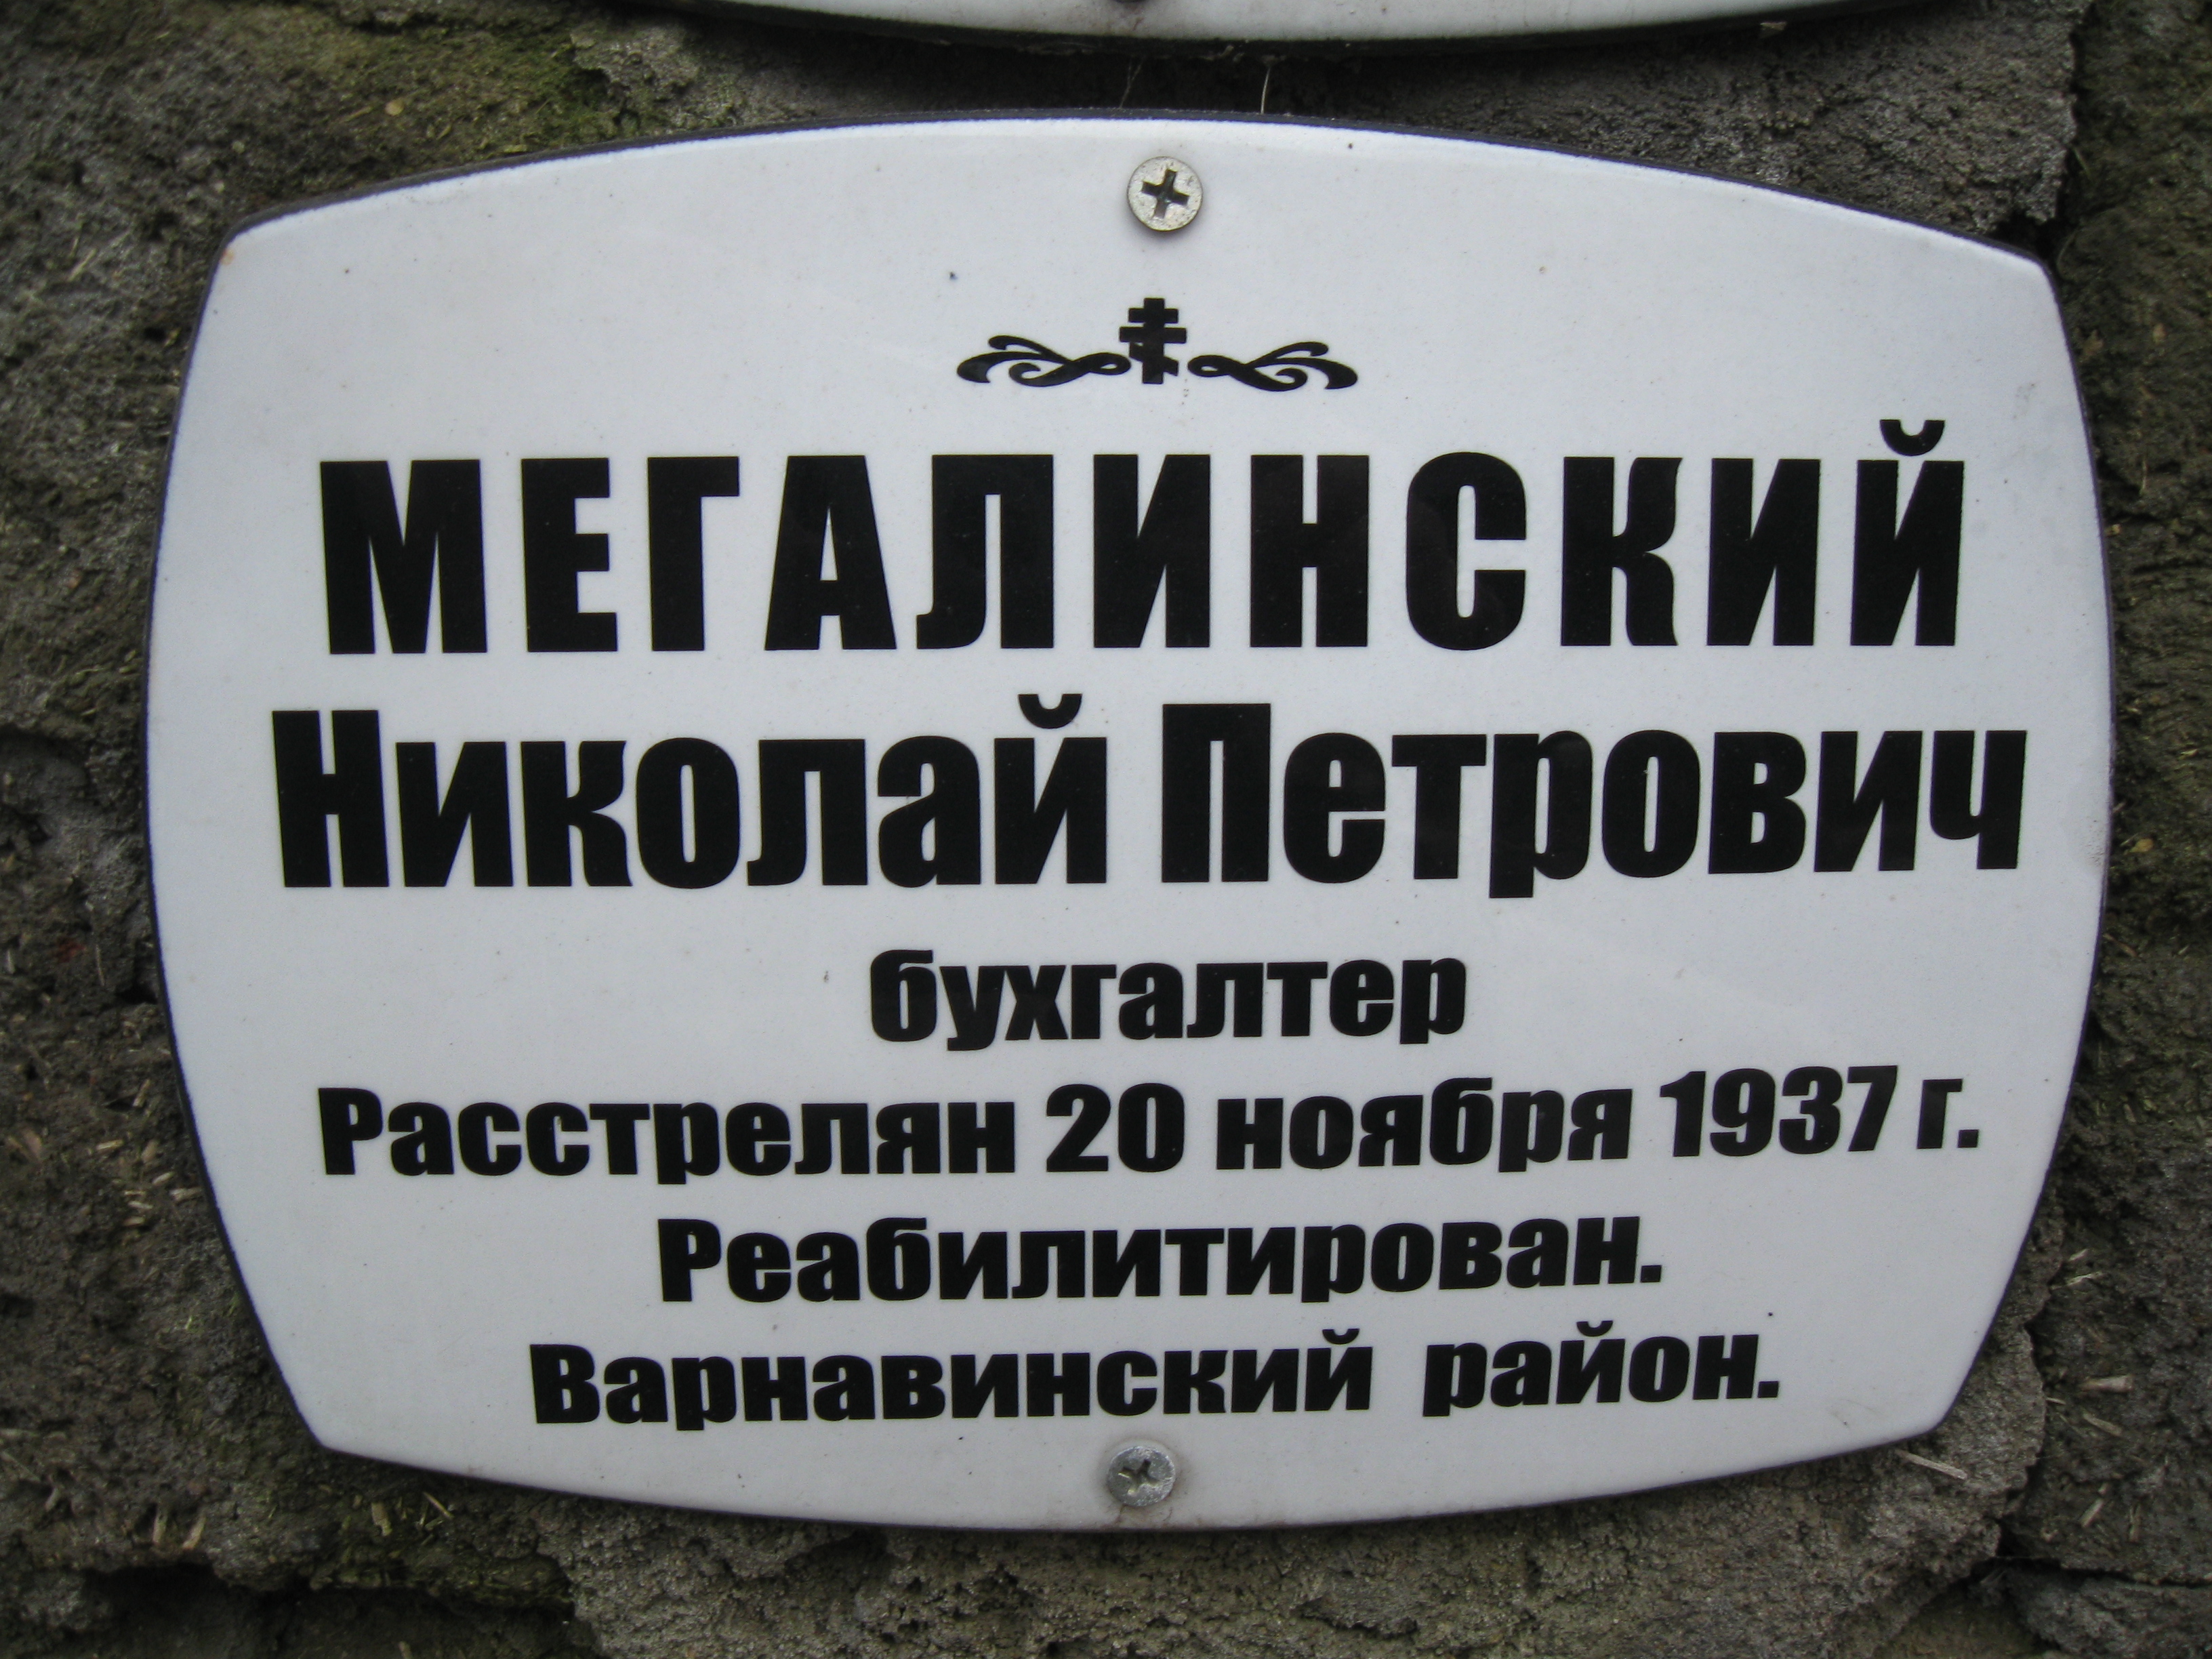 МЕГАЛИНСКИЙ
Николай Петрович
бухгалтер
Расстрелян 20 ноября 1937 г.
Реабилитирован.
Варнавинский район.